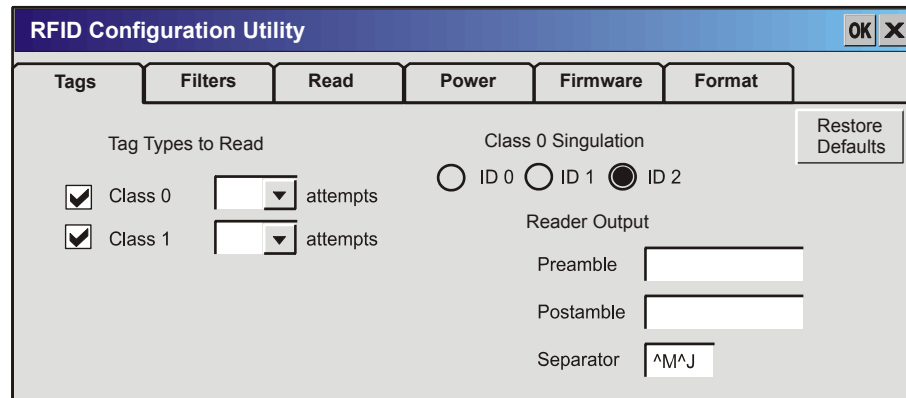 RFID Configuration Utility OK X
Tags Filters Read Power Firmware Format
Restore
Defaults
Tag Types to Read
Class 0 attempts
Class 1 attempts
Class 0 Singulation
ID 0 ID 1 ID 2
Reader Output
Preamble
Postamble
Separator ^M^J